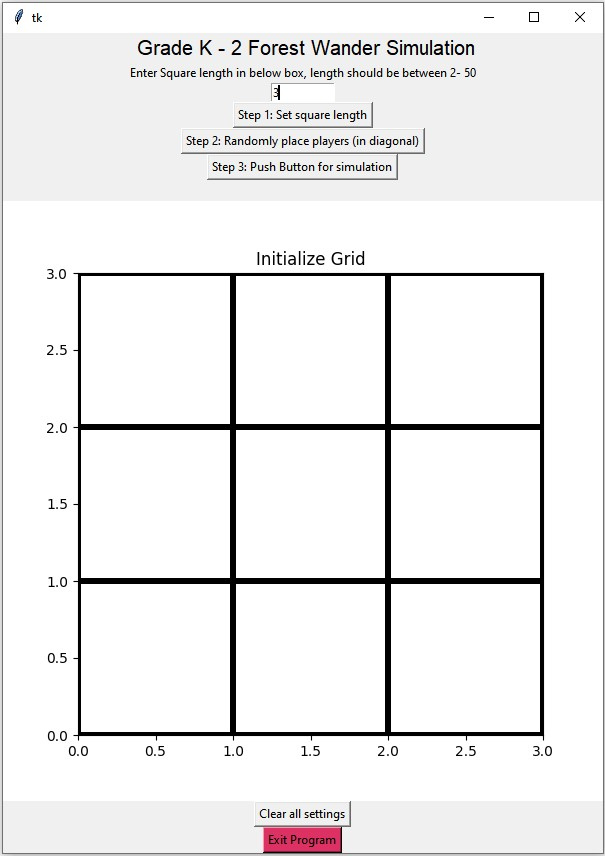 tk
Grade K - 2 Forest Wander Simulation
Enter Square length in below box, length should be between 2- 50
3
Step 1: Set square length
Step 2: Randomly place players (in diagonal)
Step 3: Push Button for simulation
Initialize Grid
3.0
2.5
2.0
1.5
1.0
0.5
0.0
0.0 0.5 1.0 1.5 2.0 2.5 3.0
Clear all settings
Exit Program